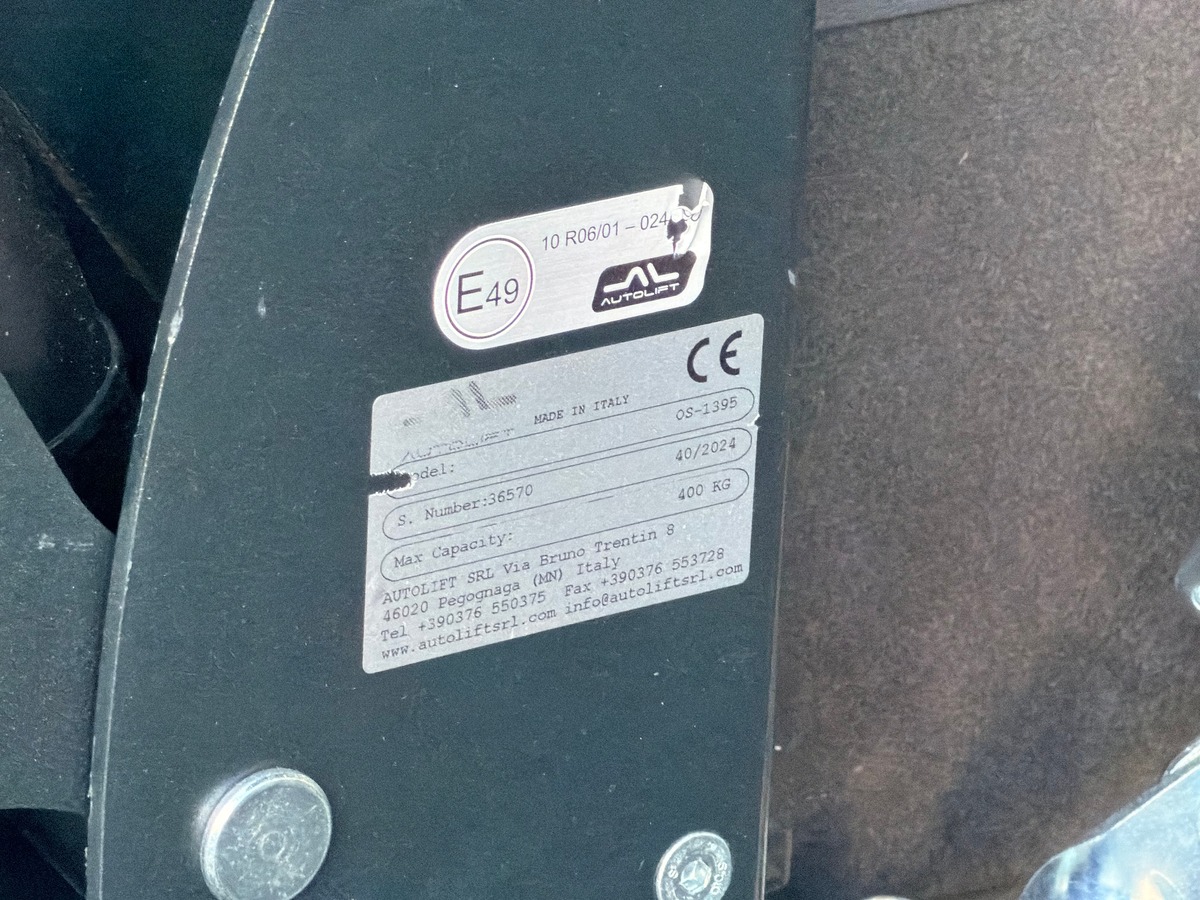 E49
10 R06/01 – 024
AUTOLIFT
CE
AUTOLIFT
MADE IN ITALY
odel: OS-1395
S. Number:36570 40/2024
Max Capacity: 400 KG
AUTOLIFT SRL Via Bruno Trentin 8
46020 Pegognaga (MN) Italy
Tel +390376 550375 Fax +390376 553728
www.autoliftsrl.com info@autoliftsrl.com